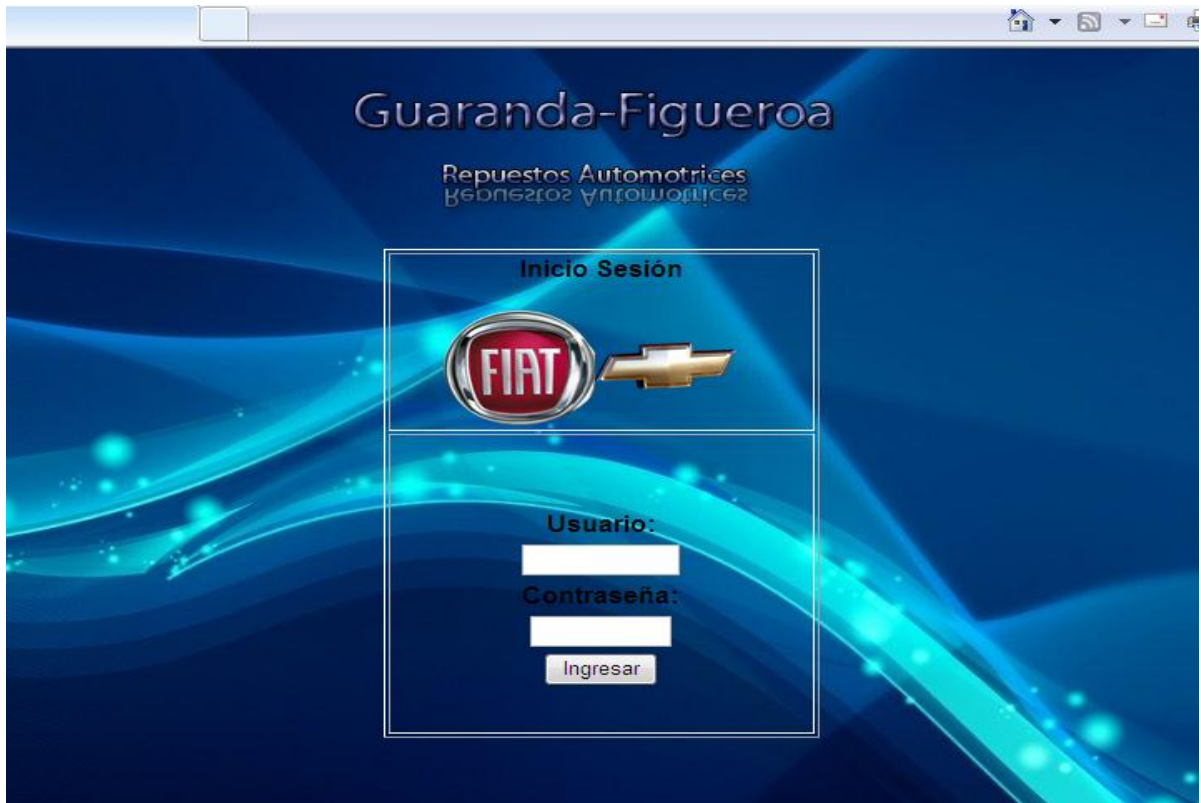 Guaranda-Figueroa
Repuestos Automotrices
Inicio Sesión
FIAT
Usuario:
Contraseña:
Ingresar